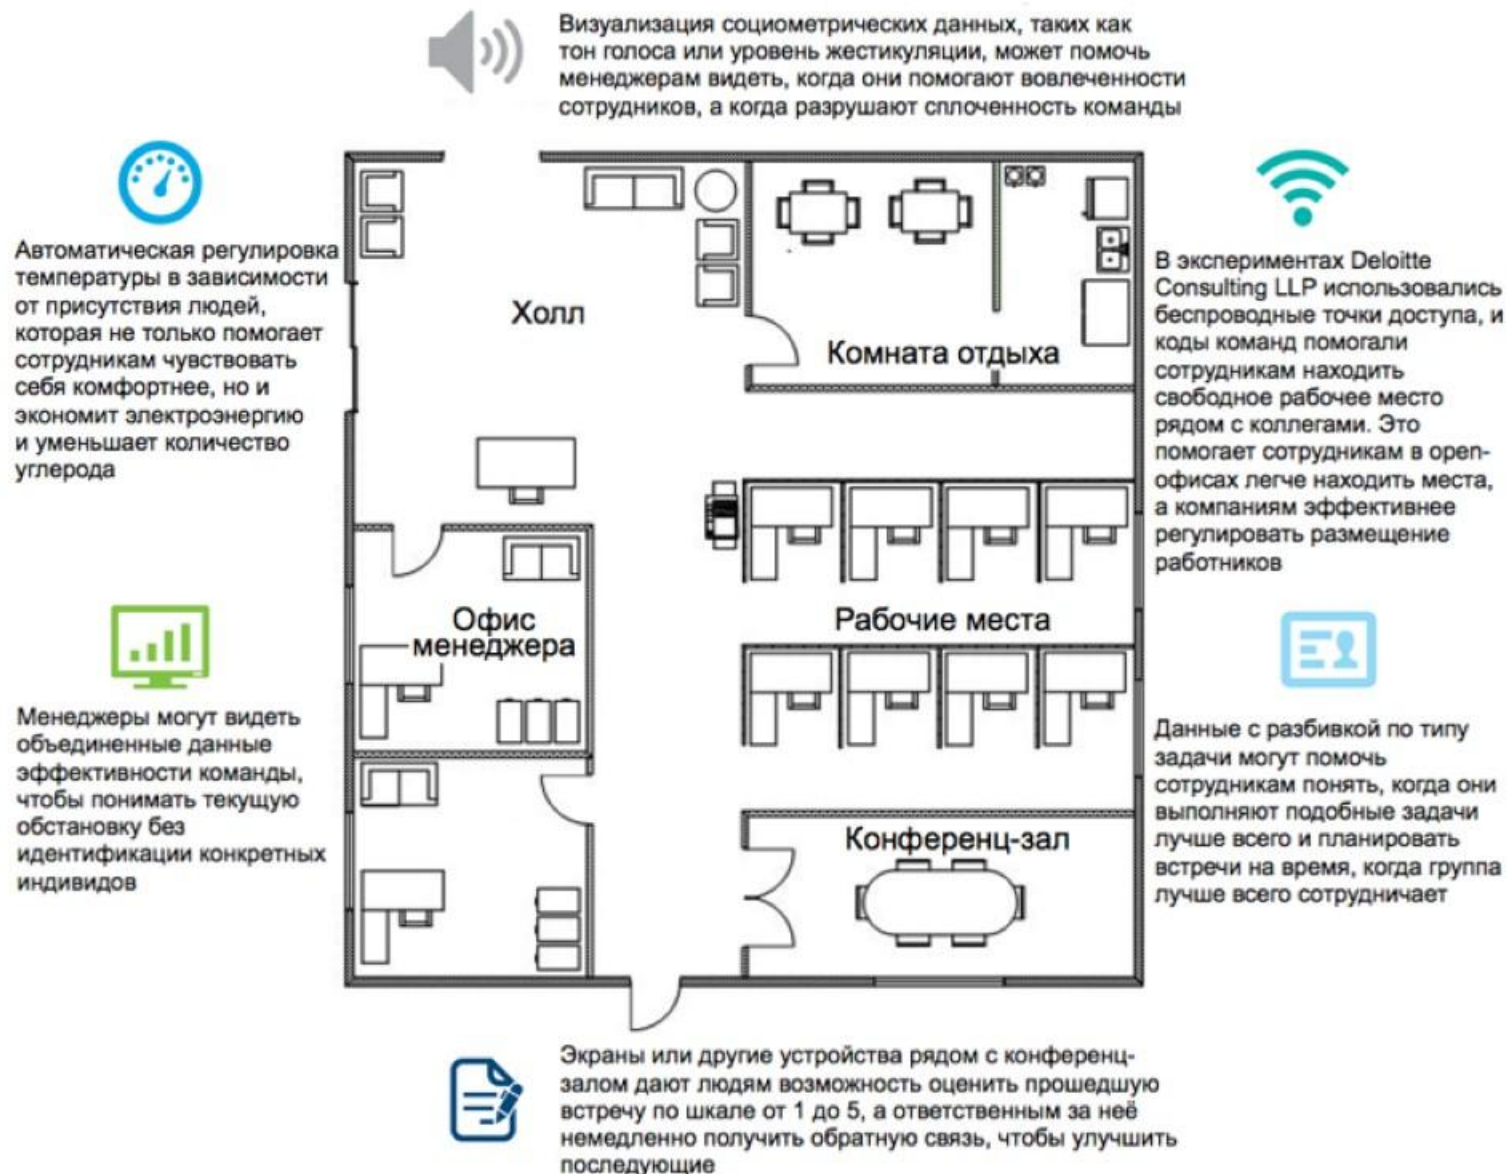 Визуализация социометрических данных, таких как
тон голоса или уровень жестикуляции, может помочь
менеджерам видеть, когда они помогают вовлеченности
сотрудников, а когда разрушают сплоченность команды
Автоматическая регулировка
температуры в зависимости
от присутствия людей,
которая не только помогает
сотрудникам чувствовать
себя комфортнее, но и
экономит электроэнергию
и уменьшает количество
углерода
Холл
Комната отдыха
В экспериментах Deloitte
Consulting LLP использовались
беспроводные точки доступа, и
коды команд помогали
сотрудникам находить
свободное рабочее место
рядом с коллегами. Это
помогает сотрудникам в open-
офисах легче находить места,
а компаниям эффективнее
регулировать размещение
работников
Офис
менеджера
Рабочие места
Менеджеры могут видеть
объединенные данные
эффективности команды,
чтобы понимать текущую
обстановку без
идентификации конкретных
индивидов
Данные с разбивкой по типу
задачи могут помочь
сотрудникам понять, когда они
выполняют подобные задачи
лучше всего и планировать
встречи на время, когда группа
лучше всего сотрудничает
Конференц-зал
Экраны или другие устройства рядом с конференц-
залом дают людям возможность оценить прошедшую
встречу по шкале от 1 до 5, а ответственным за неё
немедленно получить обратную связь, чтобы улучшить
последующие